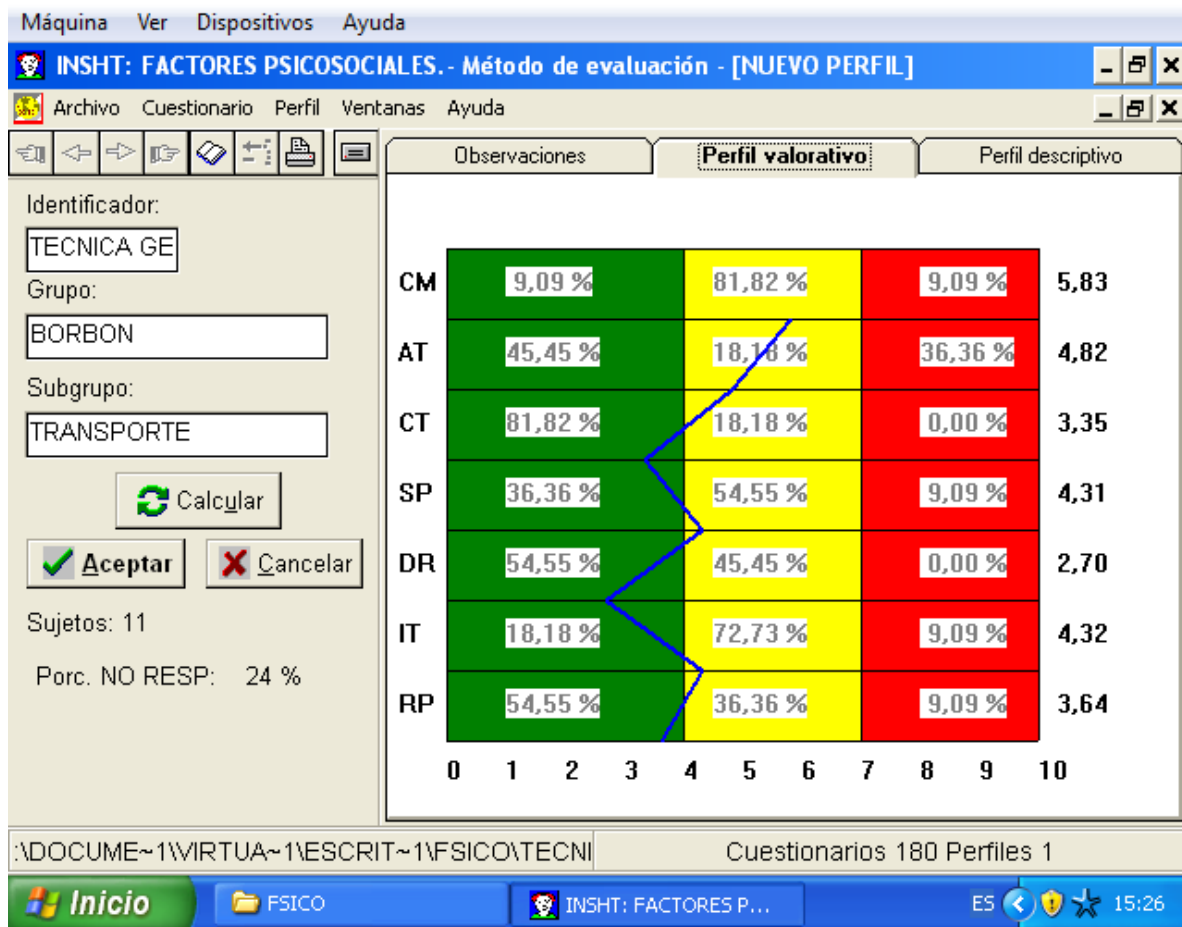 Máquina Ver Dispositivos Ayuda
INSHT: FACTORES PSICOSOCIALES.- Método de evaluación - [NUEVO PERFIL]
Archivo Cuestionario Perfil Ventanas Ayuda
Observaciones Perfil valorativo Perfil descriptivo
Identificador:
TECNICA GE
Grupo:
BORBON
Subgrupo:
TRANSPORTE
Calcular
Aceptar Cancelar
Sujetos: 11
Porc. NO RESP: 24 %
CM 9,09 % 81,82 % 9,09 % 5,83
AT 45,45 % 18,18 % 36,36 % 4,82
CT 81,82 % 18,18 % 0,00 % 3,35
SP 36,36 % 54,55 % 9,09 % 4,31
DR 54,55 % 45,45 % 0,00 % 2,70
IT 18,18 % 72,73 % 9,09 % 4,32
RP 54,55 % 36,36 % 9,09 % 3,64
0 1 2 3 4 5 6 7 8 9 10
:\DOCUME~1\VIRTUA~1\ESCRIT~1\FSICO\TECNI Cuestionarios 180 Perfiles 1
Inicio FSICO INSHT: FACTORES P... ES 15:26